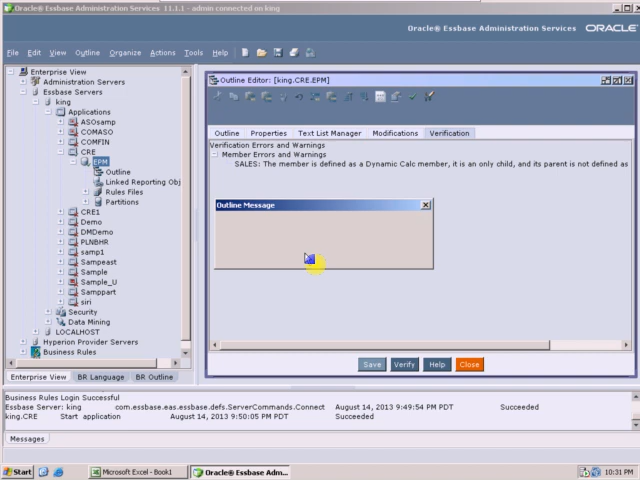 Oracle® Essbase Administration Services 11.1.1 - admin connected on king
Oracle® Essbase Administration Services ORACLE
File Edit View Outline Organize Actions Tools Help
Enterprise View
Administration Servers
Essbase Servers
king
Applications
ASOsamp
COMASO
COMFIN
CRE
EPM
Outline
Linked Reporting Obj
Rules Files
Partitions
CRE1
Demo
DMDemo
PLNBHR
samp1
Sampeast
Sample
Sample_U
Samppart
siri
Security
Data Mining
LOCALHOST
Hyperion Provider Servers
Business Rules
Enterprise View BR Language BR Outline
Outline Editor: [king.CRE.EPM]
Outline Properties Text List Manager Modifications Verification
Verification Errors and Warnings
Member Errors and Warnings
SALES: The member is defined as a Dynamic Calc member, it is an only child, and its parent is not defined as
Outline Message
Save Verify Help Close
Business Rules Login Successful
Essbase Server: king com.essbase.eas.essbase.defs.ServerCommands.Connect August 14, 2013 9:49:54 PM PDT Succeeded
king.CRE Start application August 14, 2013 9:50:05 PM PDT Succeeded
Messages
Start Microsoft Excel - Book1 Oracle® Essbase Adm... 10:31 PM